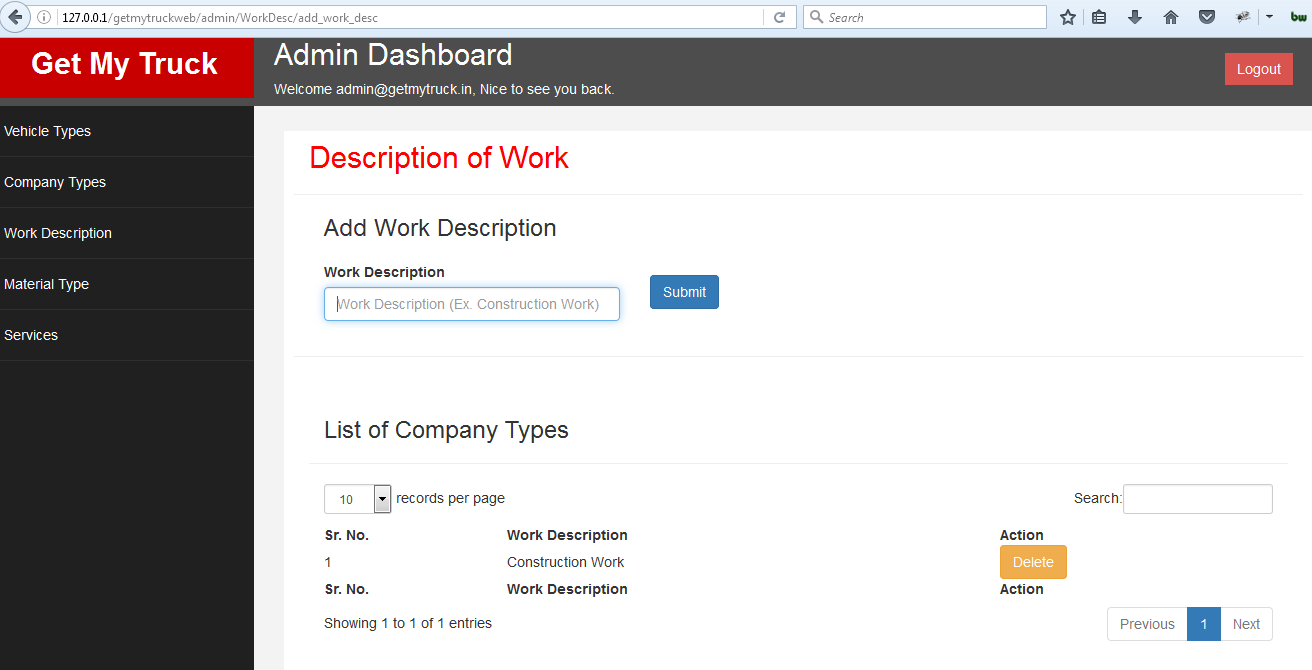 127.0.0.1/getmytruckweb/admin/WorkDesc/add_work_desc
Search
bw
Get My Truck
Admin Dashboard
Welcome admin@getmytruck.in, Nice to see you back.
Logout
Vehicle Types
Company Types
Work Description
Material Type
Services
Description of Work
Add Work Description
Work Description
Work Description (Ex. Construction Work)
Submit
List of Company Types
10 records per page
Search:
Sr. No. Work Description Action
1 Construction Work Delete
Sr. No. Work Description Action
Showing 1 to 1 of 1 entries
Previous 1 Next